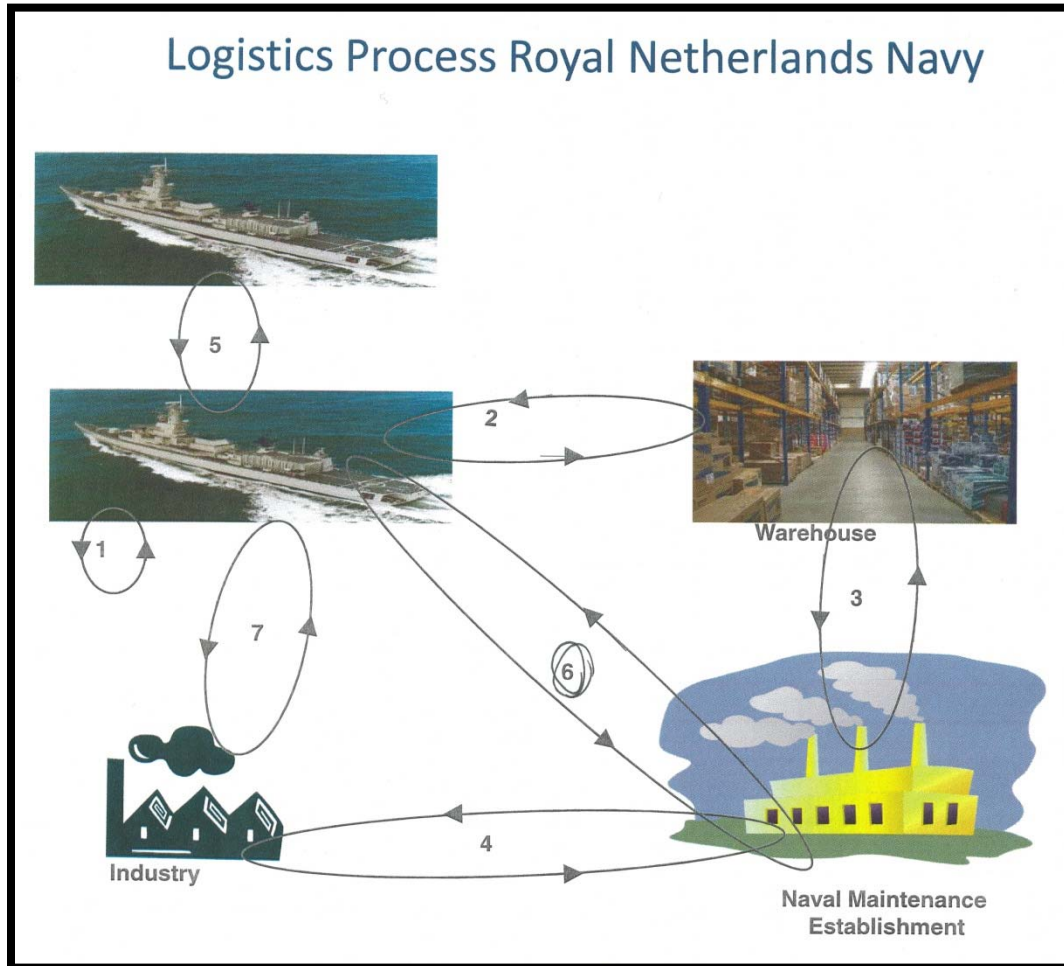 Logistics Process Royal Netherlands Navy
5
2
Warehouse
1
7
3
6
4
Industry
Naval Maintenance
Establishment